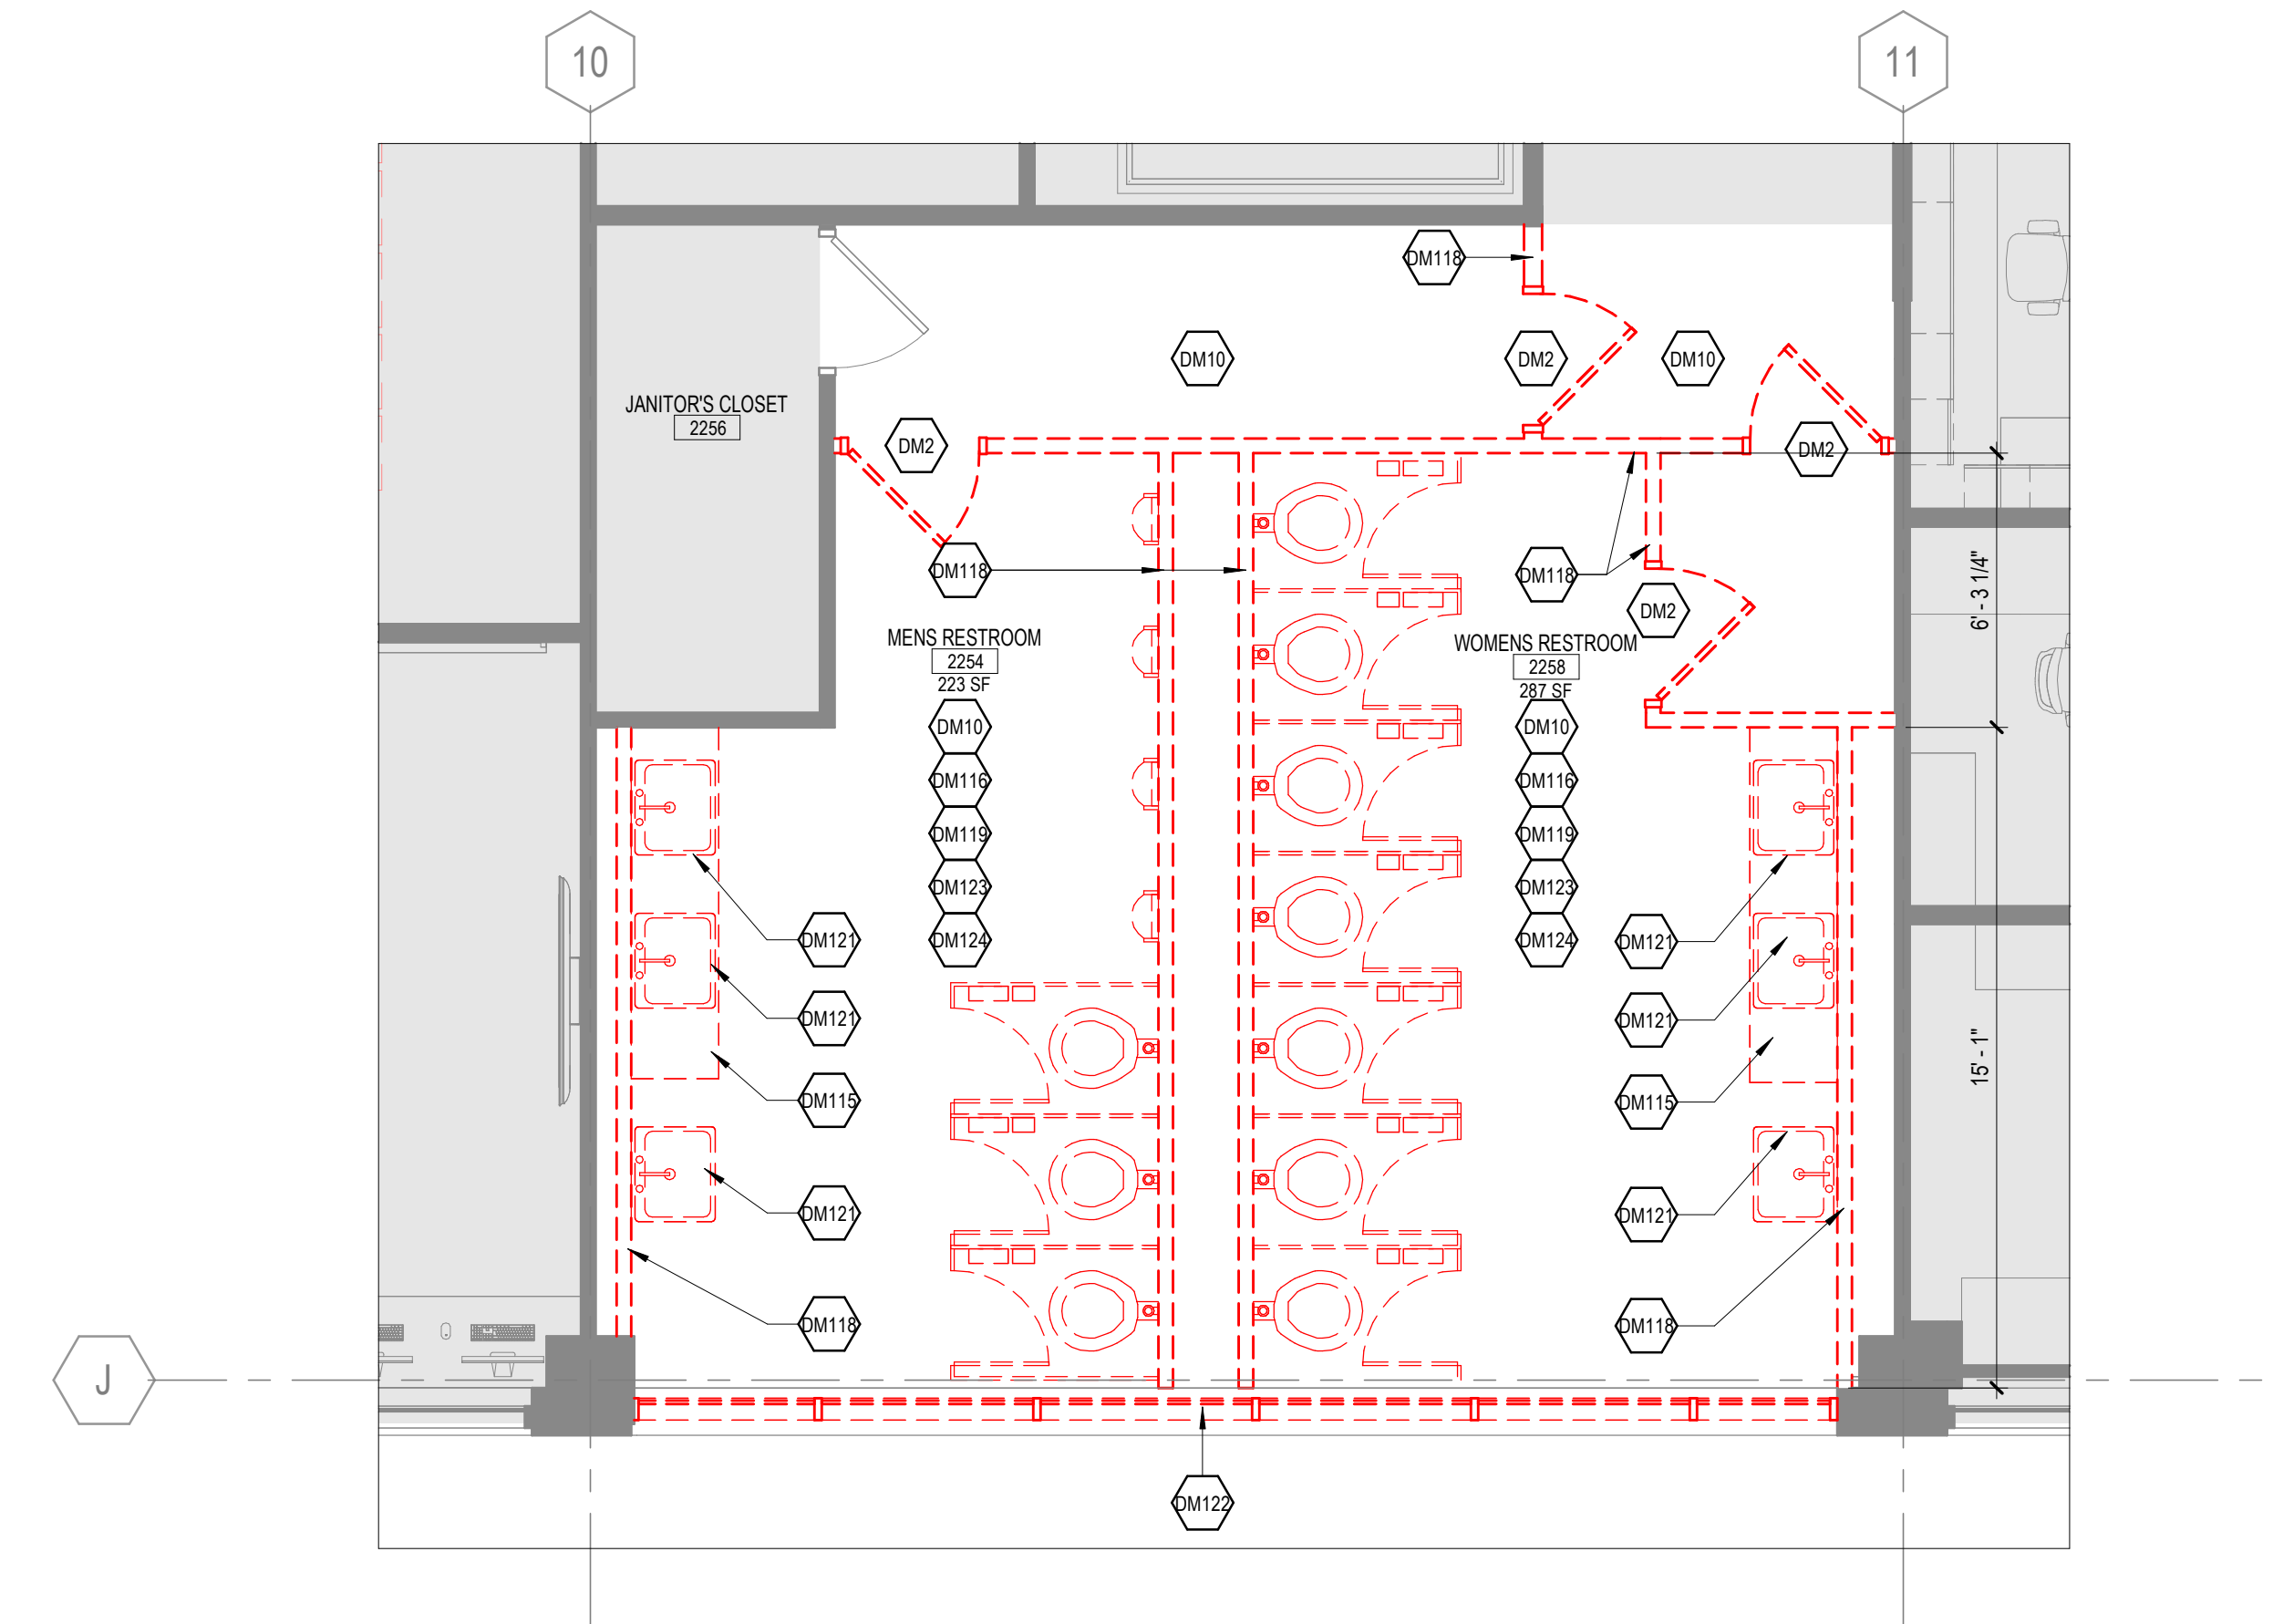 10
11
DM118
DM10
DM2
DM10
JANITOR'S CLOSET
2256
DM2
DM2
DM118
DM118
DM2
6' - 3 1/4"
MENS RESTROOM
2254
223 SF
WOMENS RESTROOM
2258
287 SF
DM10
DM116
DM119
DM123
DM124
DM10
DM116
DM119
DM123
DM124
DM121
DM121
DM115
DM121
DM118
DM121
DM121
DM115
DM121
DM118
15' - 1"
J
DM122